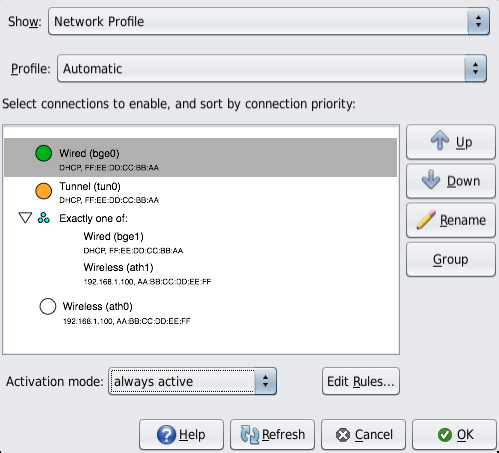 Show: Network Profile
Profile: Automatic
Select connections to enable, and sort by connection priority:
Wired (bge0)
DHCP, FF:EE:DD:CC:BB:AA
Tunnel (tun0)
DHCP, FF:EE:DD:CC:BB:AA
Exactly one of:
Wired (bge1)
DHCP, FF:EE:DD:CC:BB:AA
Wireless (ath1)
192.168.1.100, AA:BB:CC:DD:EE:FF
Wireless (ath0)
192.168.1.100, AA:BB:CC:DD:EE:FF
Up
Down
Rename
Group
Activation mode: always active
Edit Rules...
Help Refresh Cancel OK